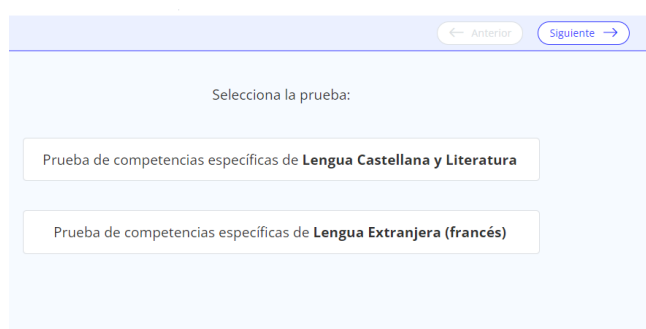 ← Anterior
Siguiente →
Selecciona la prueba:
Prueba de competencias específicas de Lengua Castellana y Literatura
Prueba de competencias específicas de Lengua Extranjera (francés)